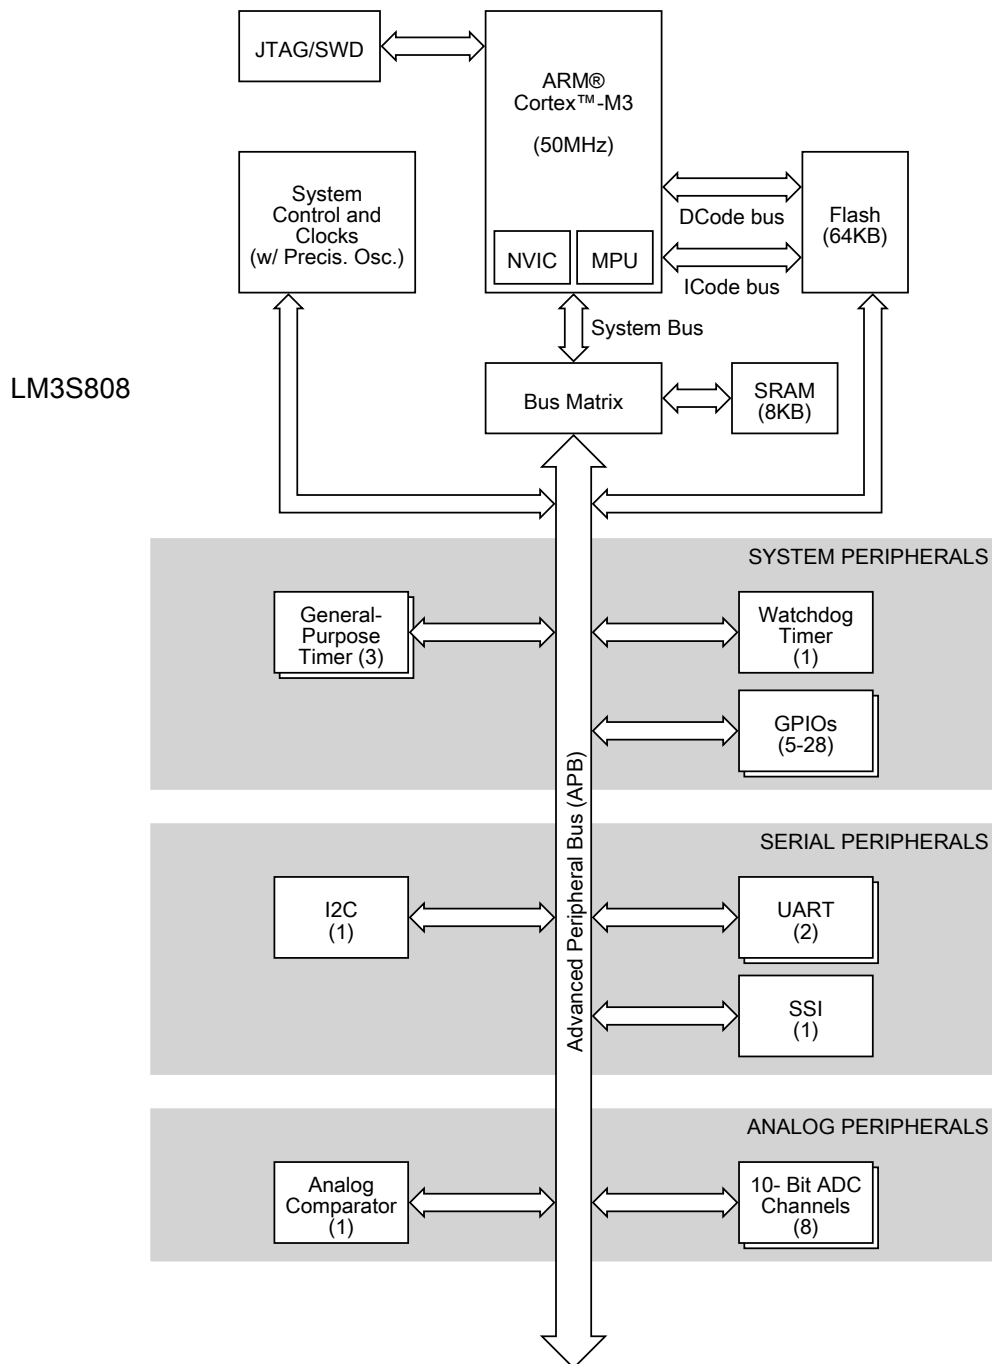 JTAG/SWD
ARM®
Cortex™-M3
(50MHz)
System
Control and
Clocks
(w/ Precis. Osc.)
DCode bus
Flash
(64KB)
NVIC
MPU
ICode bus
System Bus
LM3S808
Bus Matrix
SRAM
(8KB)
SYSTEM PERIPHERALS
General-
Purpose
Timer (3)
Watchdog
Timer
(1)
GPIOs
(5-28)
Advanced Peripheral Bus (APB)
SERIAL PERIPHERALS
I2C
(1)
UART
(2)
SSI
(1)
ANALOG PERIPHERALS
Analog
Comparator
(1)
10- Bit ADC
Channels
(8)